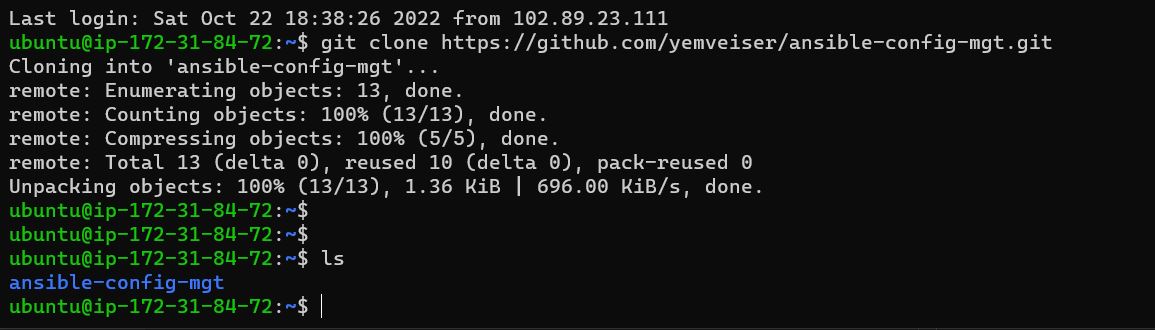 Last login: Sat Oct 22 18:38:26 2022 from 102.89.23.111
ubuntu@ip-172-31-84-72:~$ git clone https://github.com/yemveiser/ansible-config-mgt.git
Cloning into 'ansible-config-mgt'...
remote: Enumerating objects: 13, done.
remote: Counting objects: 100% (13/13), done.
remote: Compressing objects: 100% (5/5), done.
remote: Total 13 (delta 0), reused 10 (delta 0), pack-reused 0
Unpacking objects: 100% (13/13), 1.36 KiB | 696.00 KiB/s, done.
ubuntu@ip-172-31-84-72:~$
ubuntu@ip-172-31-84-72:~$
ubuntu@ip-172-31-84-72:~$ ls
ansible-config-mgt
ubuntu@ip-172-31-84-72:~$